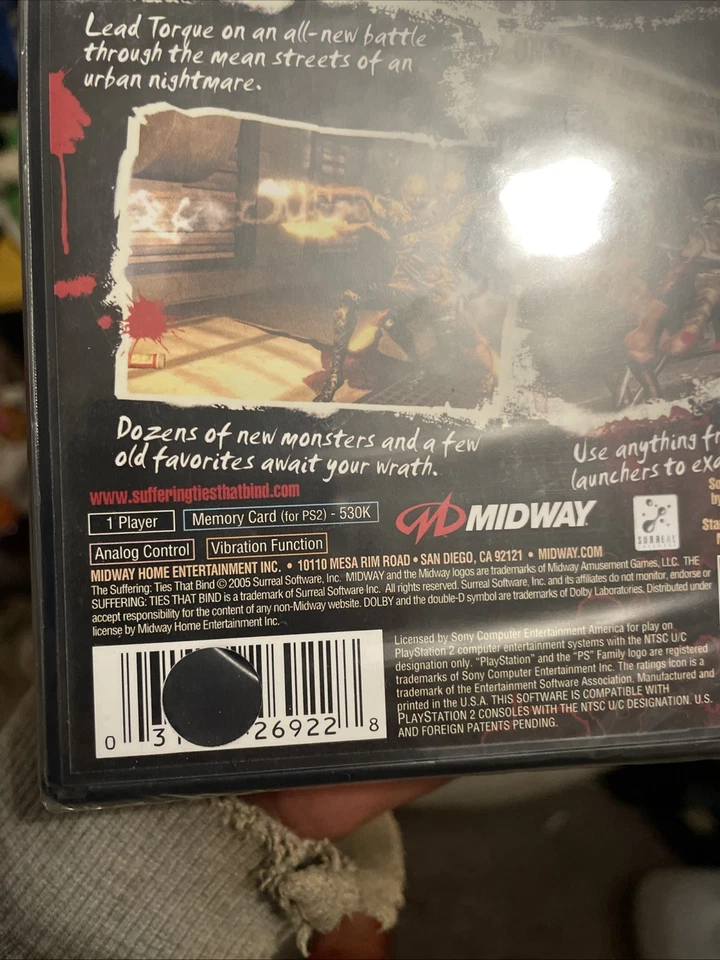 Lead Torque on an all-new battle
through the mean streets of an
urban nightmare.
Dozens of new monsters and a few
old favorites await your wrath.
Use anything
launchers to
www.sufferingtiesthatbind.com
1 Player
Memory Card (for PS2) - 530K
MIDWAY
SURREAL
Analog Control
Vibration Function
MIDWAY HOME ENTERTAINMENT INC. • 10110 MESA RIM ROAD • SAN DIEGO, CA 92121 • MIDWAY.COM
The Suffering: Ties That Bind © 2005 Surreal Software, Inc. MIDWAY and the Midway logos are trademarks of Midway Amusement Games, LLC. THE
SUFFERING: TIES THAT BIND is a trademark of Surreal Software, Inc. All rights reserved. Surreal Software, Inc. and its affiliates do not monitor, endorse or
accept responsibility for the content of any non-Midway website. DOLBY and the double-D symbol are trademarks of Dolby Laboratories. Distributed under
license by Midway Home Entertainment Inc.
Licensed by Sony Computer Entertainment America for play on
PlayStation 2 computer entertainment systems with the NTSC U/C
designation only. "PlayStation" and the "PS" Family logo are registered
trademarks of Sony Computer Entertainment Inc. The ratings icon is a
trademark of the Entertainment Software Association. Manufactured and
printed in the U.S.A. THIS SOFTWARE IS COMPATIBLE WITH
PLAYSTATION 2 CONSOLES WITH THE NTSC U/C DESIGNATION. U.S.
AND FOREIGN PATENTS PENDING.
0 3 26922 8